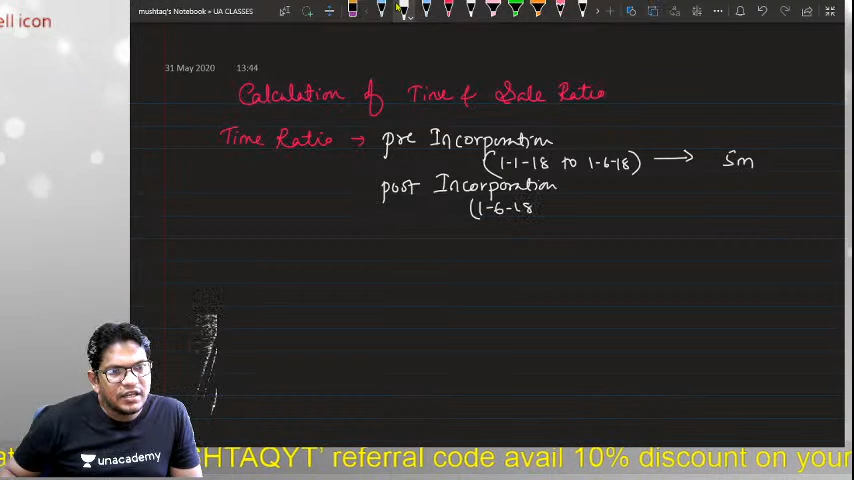 ell icon
mushtaq's Notebook » UA CLASSES
31 May 2020 13:44
Calculation of Time & Sale Ratio
Time Ratio → pre Incorporation
(1-1-18 to 1-6-18) → 5m
post Incorporation
(1-6-18
unacademy
HTAQYT' referral code avail 10% discount on your